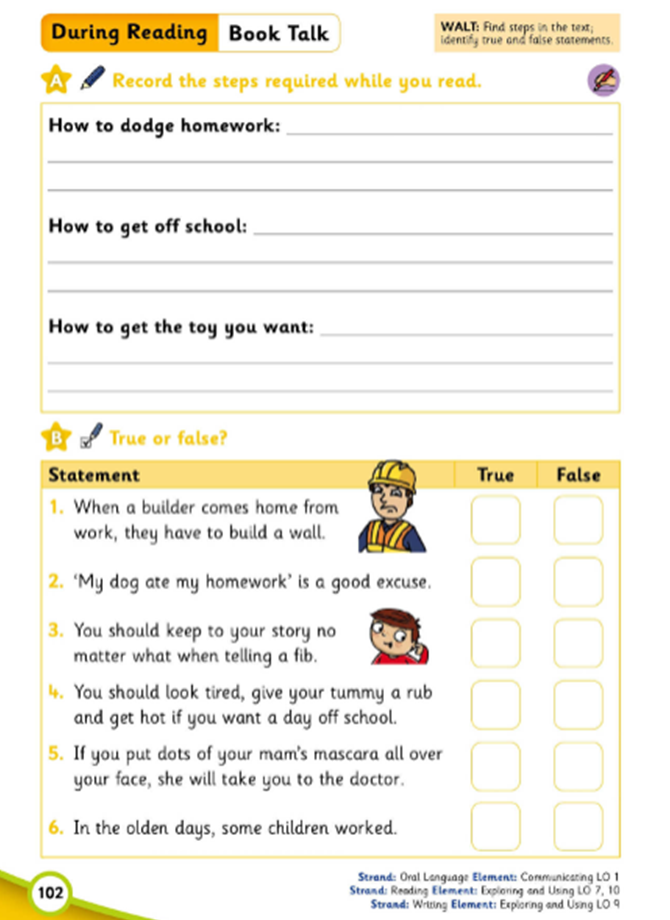 During Reading Book Talk
WALT: Find steps in the text;
identify true and false statements.
A Record the steps required while you read.
How to dodge homework:
How to get off school:
How to get the toy you want:
B True or false?
Statement True False
1. When a builder comes home from
work, they have to build a wall.
2. ‘My dog ate my homework’ is a good excuse.
3. You should keep to your story no
matter what when telling a fib.
4. You should look tired, give your tummy a rub
and get hot if you want a day off school.
5. If you put dots of your mam’s mascara all over
your face, she will take you to the doctor.
6. In the olden days, some children worked.
102
Strand: Oral Language Element: Communicating LO 1
Strand: Reading Element: Exploring and Using LO 7, 10
Strand: Writing Element: Exploring and Using LO 9